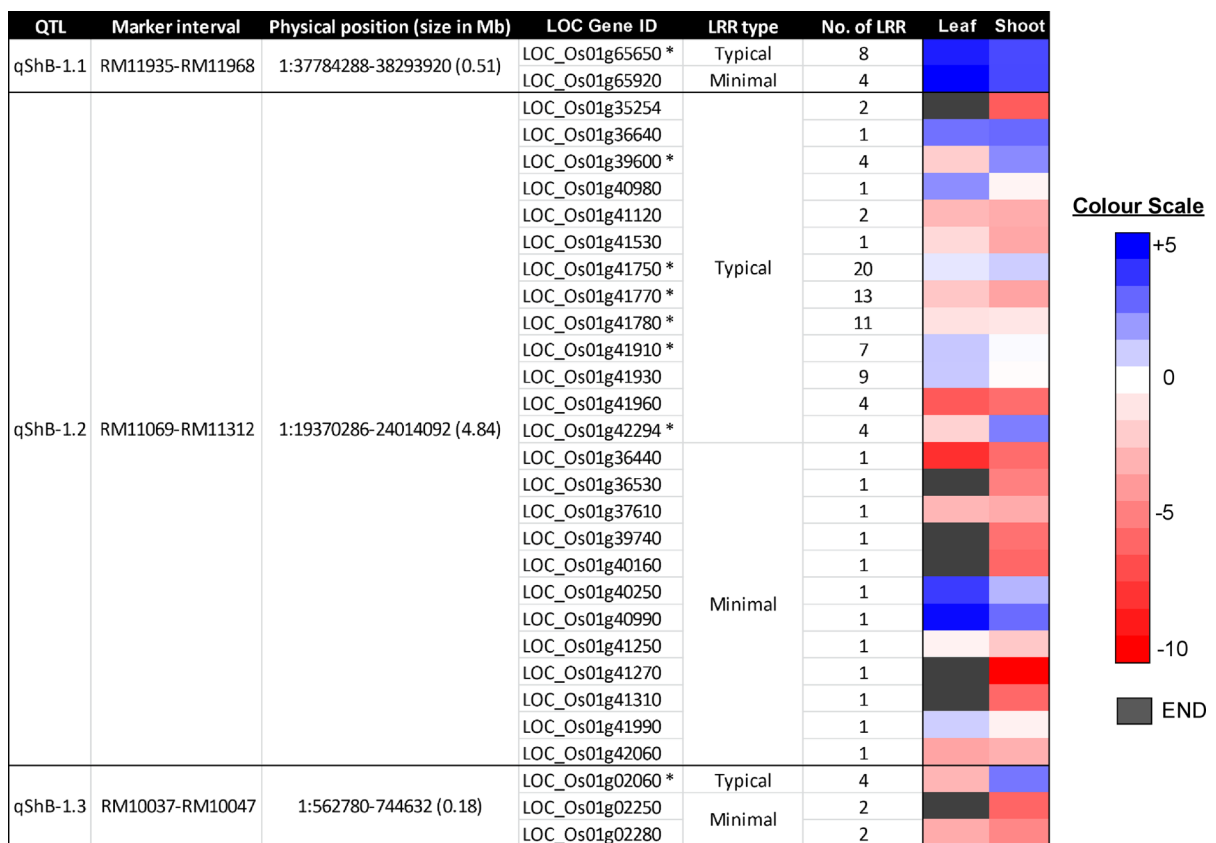 QTL Marker interval Physical position (size in Mb) LOC Gene ID LRR type No. of LRR Leaf Shoot
qShB-1.1 RM11935-RM11968 1:37784288-38293920 (0.51)
LOC_Os01g65650 * Typical 8
LOC_Os01g65920 Minimal 4
qShB-1.2 RM11069-RM11312 1:19370286-24014092 (4.84)
Typical
LOC_Os01g35254 2
LOC_Os01g36640 1
LOC_Os01g39600 * 4
LOC_Os01g40980 1
LOC_Os01g41120 2
LOC_Os01g41530 1
LOC_Os01g41750 * 20
LOC_Os01g41770 * 13
LOC_Os01g41780 * 11
LOC_Os01g41910 * 7
LOC_Os01g41930 9
LOC_Os01g41960 4
LOC_Os01g42294 * 4
Minimal
LOC_Os01g36440 1
LOC_Os01g36530 1
LOC_Os01g37610 1
LOC_Os01g39740 1
LOC_Os01g40160 1
LOC_Os01g40250 1
LOC_Os01g40990 1
LOC_Os01g41250 1
LOC_Os01g41270 1
LOC_Os01g41310 1
LOC_Os01g41990 1
LOC_Os01g42060 1
qShB-1.3 RM10037-RM10047 1:562780-744632 (0.18)
LOC_Os01g02060 * Typical 4
Minimal
LOC_Os01g02250 2
LOC_Os01g02280 2
Colour Scale
+5
0
-5
-10
END